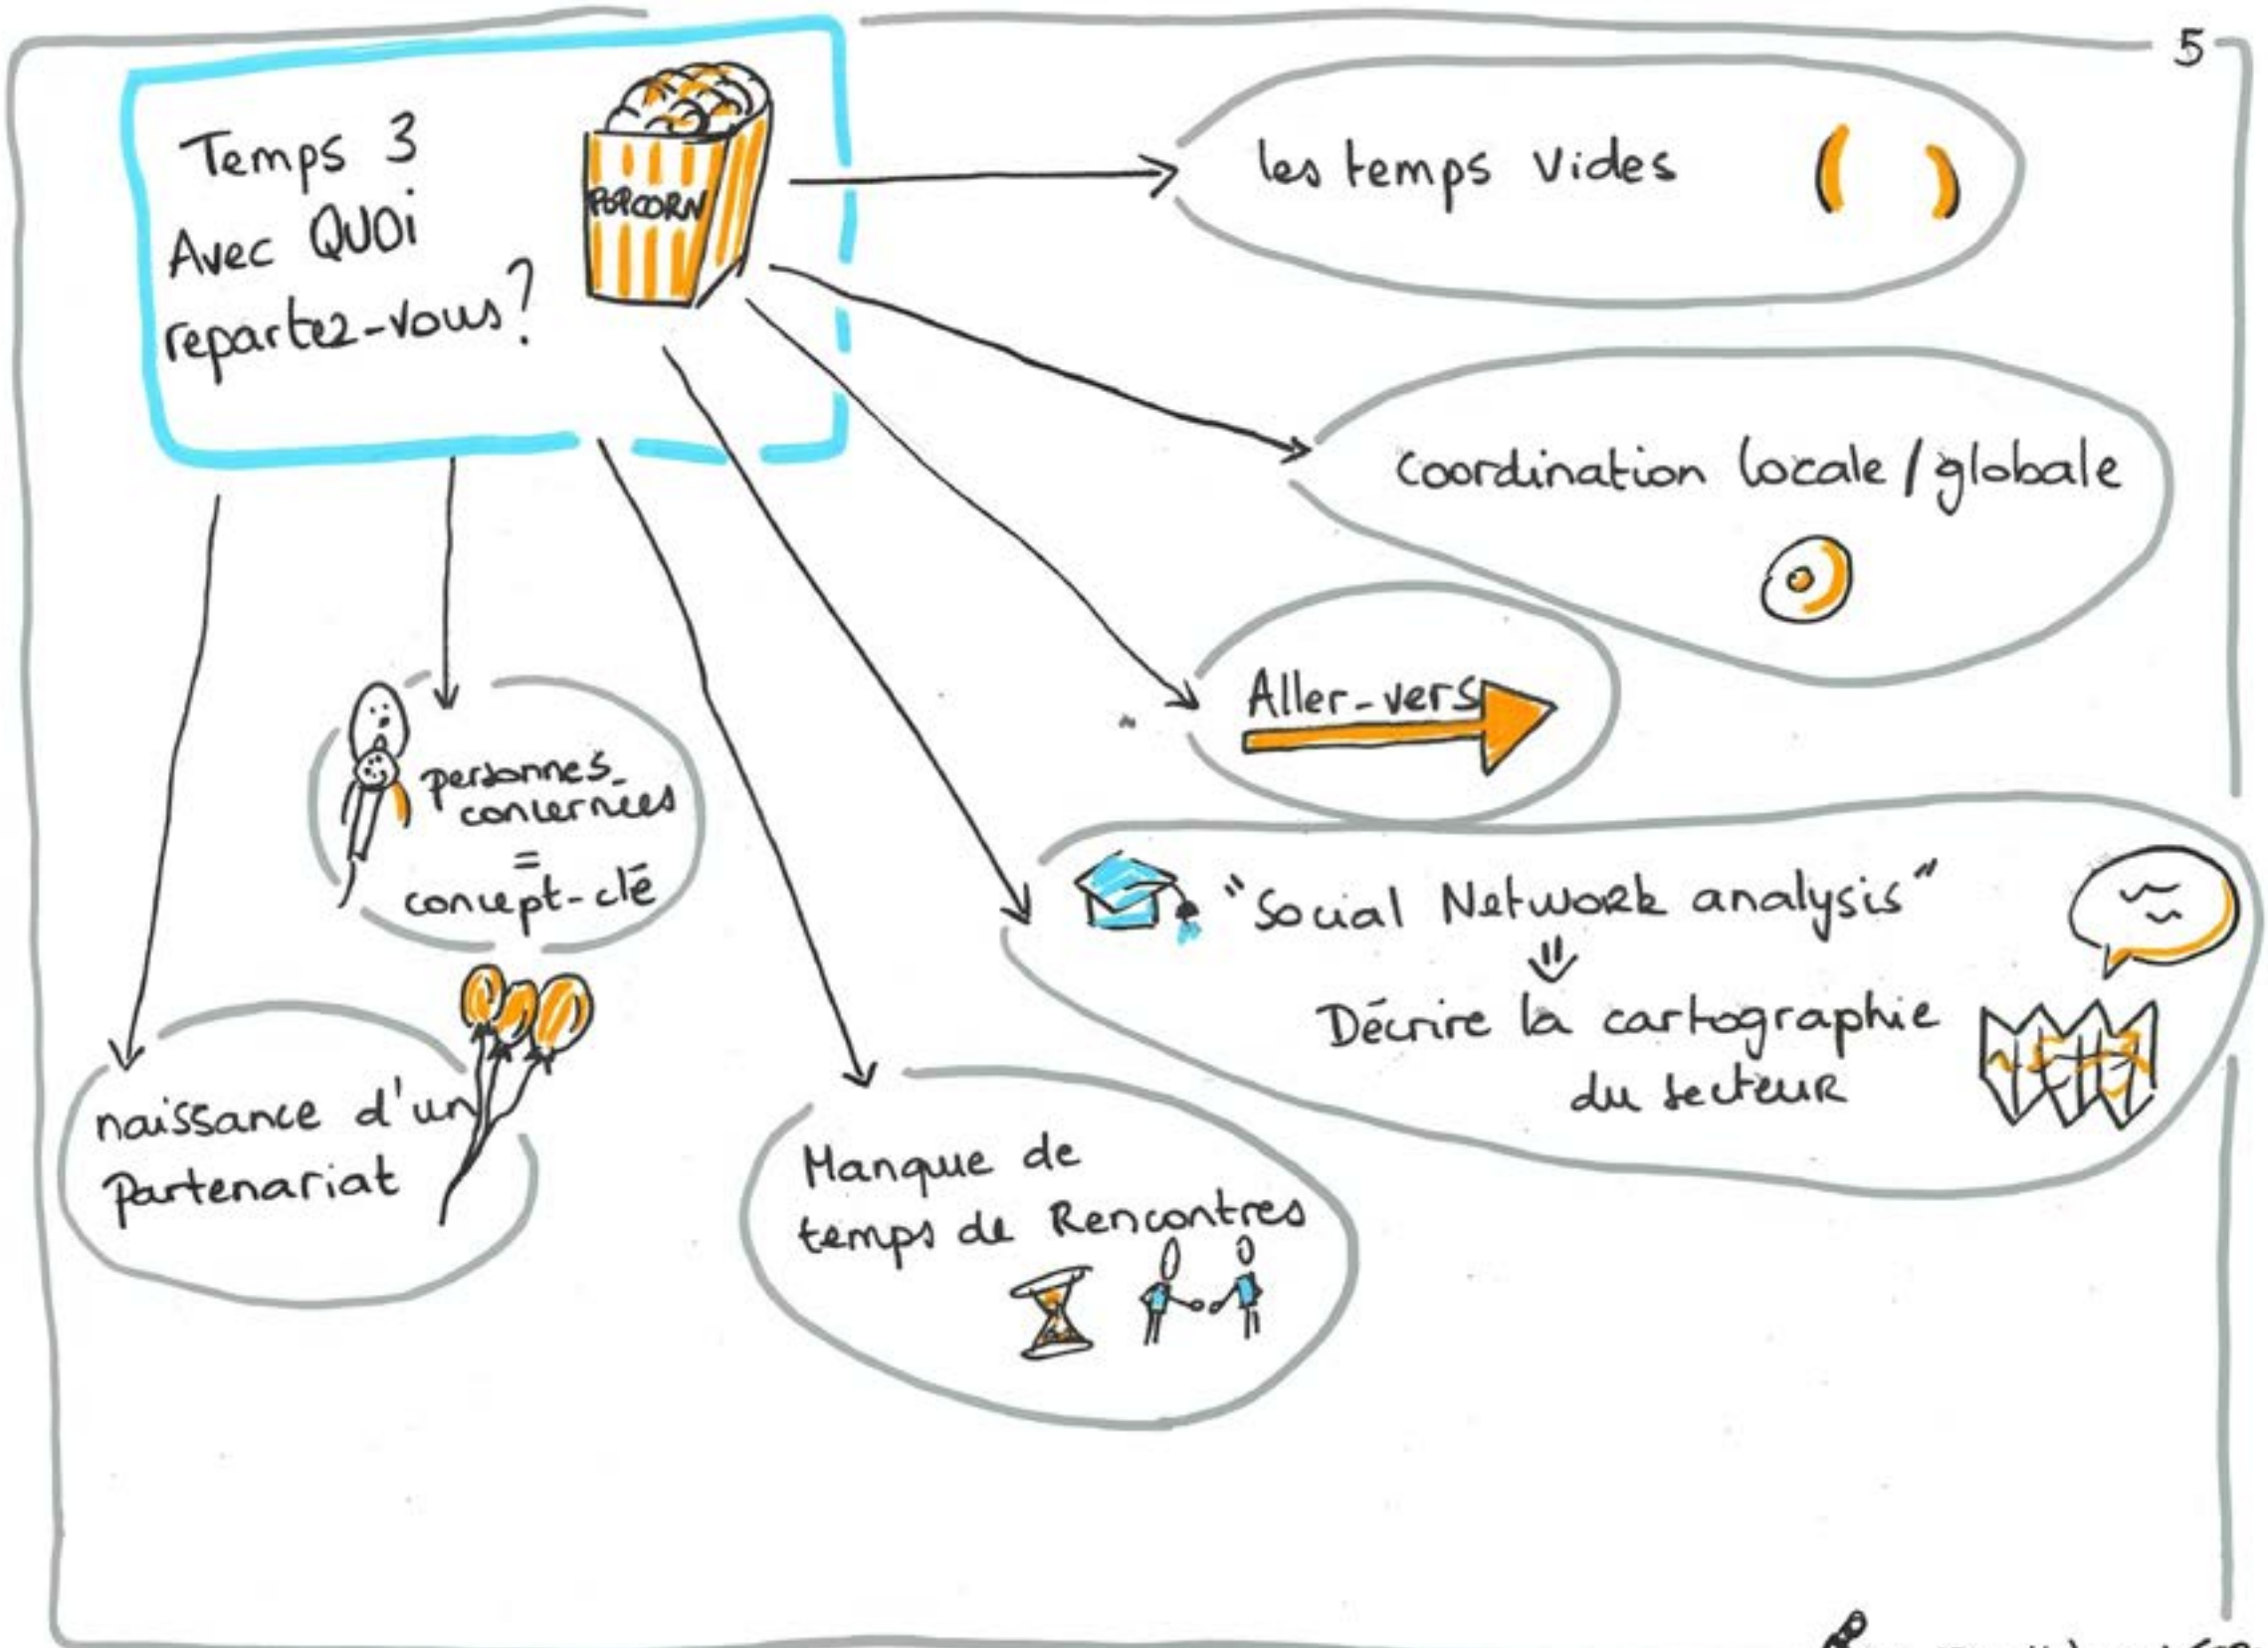 5
Temps 3
Avec QUOi
repartez-vous?
POPCORN
les temps vides
coordination locale / globale
Aller-vers
"Social Network analysis"
Décrire la cartographie
du secteur
Manque de
temps de Rencontres
personnes-
concernées
=
concept-clé
naissance d'un
partenariat